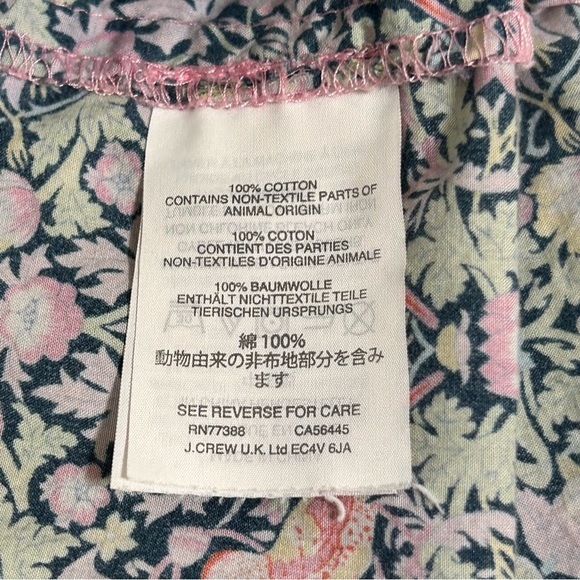 100% COTTON
CONTAINS NON-TEXTILE PARTS OF
ANIMAL ORIGIN
100% COTON
CONTIENT DES PARTIES
NON-TEXTILES D'ORIGINE ANIMALE
100% BAUMWOLLE
ENTHÄLT NICHTTEXTILE TEILE
TIERISCHEN URSPRUNGS
綿 100%
動物由来の非布地部分を含み
ます
SEE REVERSE FOR CARE
RN77388 CA56445
J.CREW U.K. Ltd EC4V 6JA